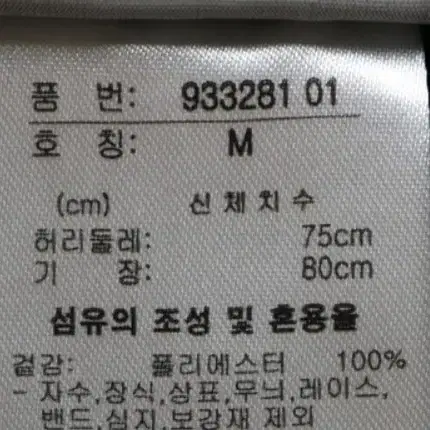 품 번: 933281 01
호 칭: M
(cm) 신체치수
허리둘레: 75cm
기 장: 80cm
섬유의 조성 및 혼용율
겉감: 폴리에스터 100%
- 자수,장식,상표,무늬,레이스,
밴드,심지,보강재 제외